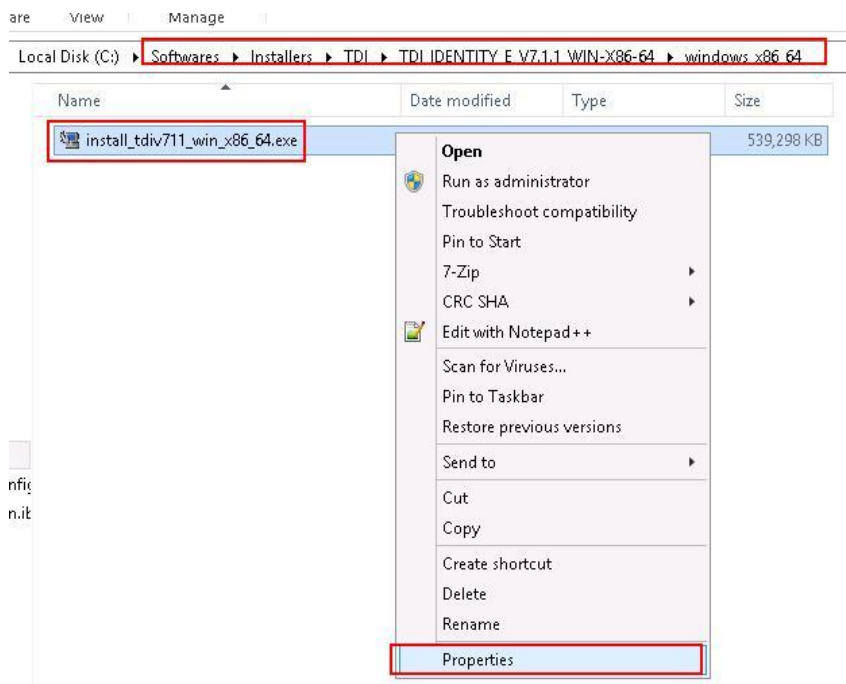 are View Manage
Local Disk (C:) ▸ Softwares ▸ Installers ▸ TDI ▸ TDI IDENTITY E V7.1.1 WIN-X86-64 ▸ windows x86 64
Name Date modified Type Size
install_tdiv711_win_x86_64.exe 539,298 KB
Open
Run as administrator
Troubleshoot compatibility
Pin to Start
7-Zip
CRC SHA
Edit with Notepad++
Scan for Viruses...
Pin to Taskbar
Restore previous versions
Send to
nfig
Cut
n.ib
Copy
Create shortcut
Delete
Rename
Properties